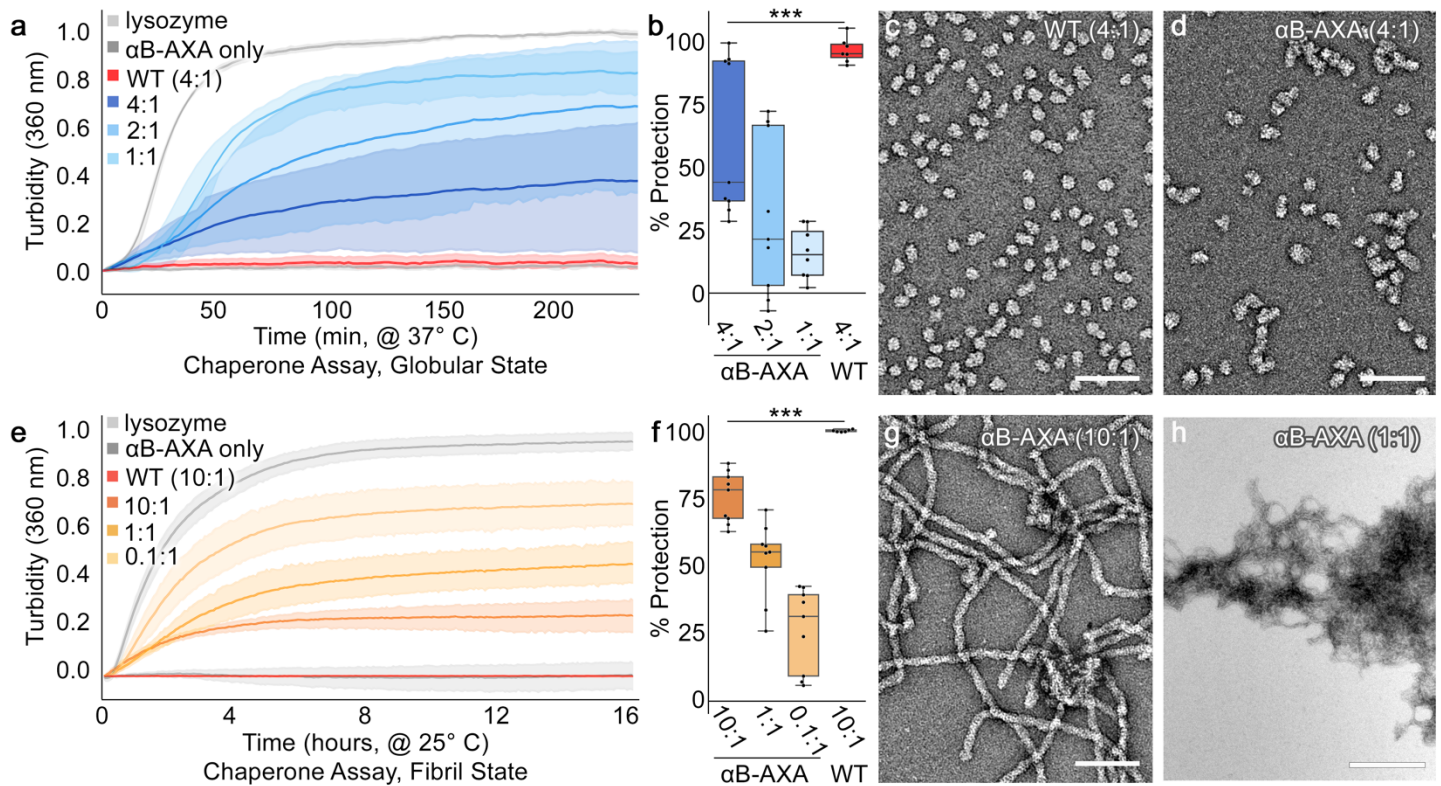 a
lysozyme
αB-AXA only
WT (4:1)
4:1
2:1
1:1
1.0
0.8
0.6
0.4
0.2
0.0
Turbidity (360 nm)
0
50
100
150
200
Time (min, @ 37° C)
Chaperone Assay, Globular State
b
***
100
75
50
25
0
% Protection
4:1
2:1
1:1
4:1
αB-AXA
WT
c
WT (4:1)
d
αB-AXA (4:1)
e
lysozyme
αB-AXA only
WT (10:1)
10:1
1:1
0.1:1
1.0
0.8
0.6
0.4
0.2
0.0
Turbidity (360 nm)
0
4
8
12
16
Time (hours, @ 25° C)
Chaperone Assay, Fibril State
f
***
100
75
50
25
0
% Protection
10:1
1:1
0.1:1
10:1
αB-AXA
WT
g
αB-AXA (10:1)
h
αB-AXA (1:1)